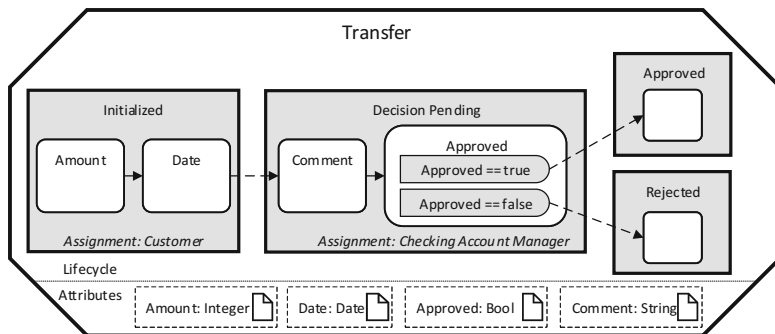 Transfer
Initialized
Amount
Date
Assignment: Customer
Decision Pending
Comment
Approved
Approved == true
Approved == false
Assignment: Checking Account Manager
Approved
Rejected
Lifecycle
Attributes
Amount: Integer
Date: Date
Approved: Bool
Comment: String